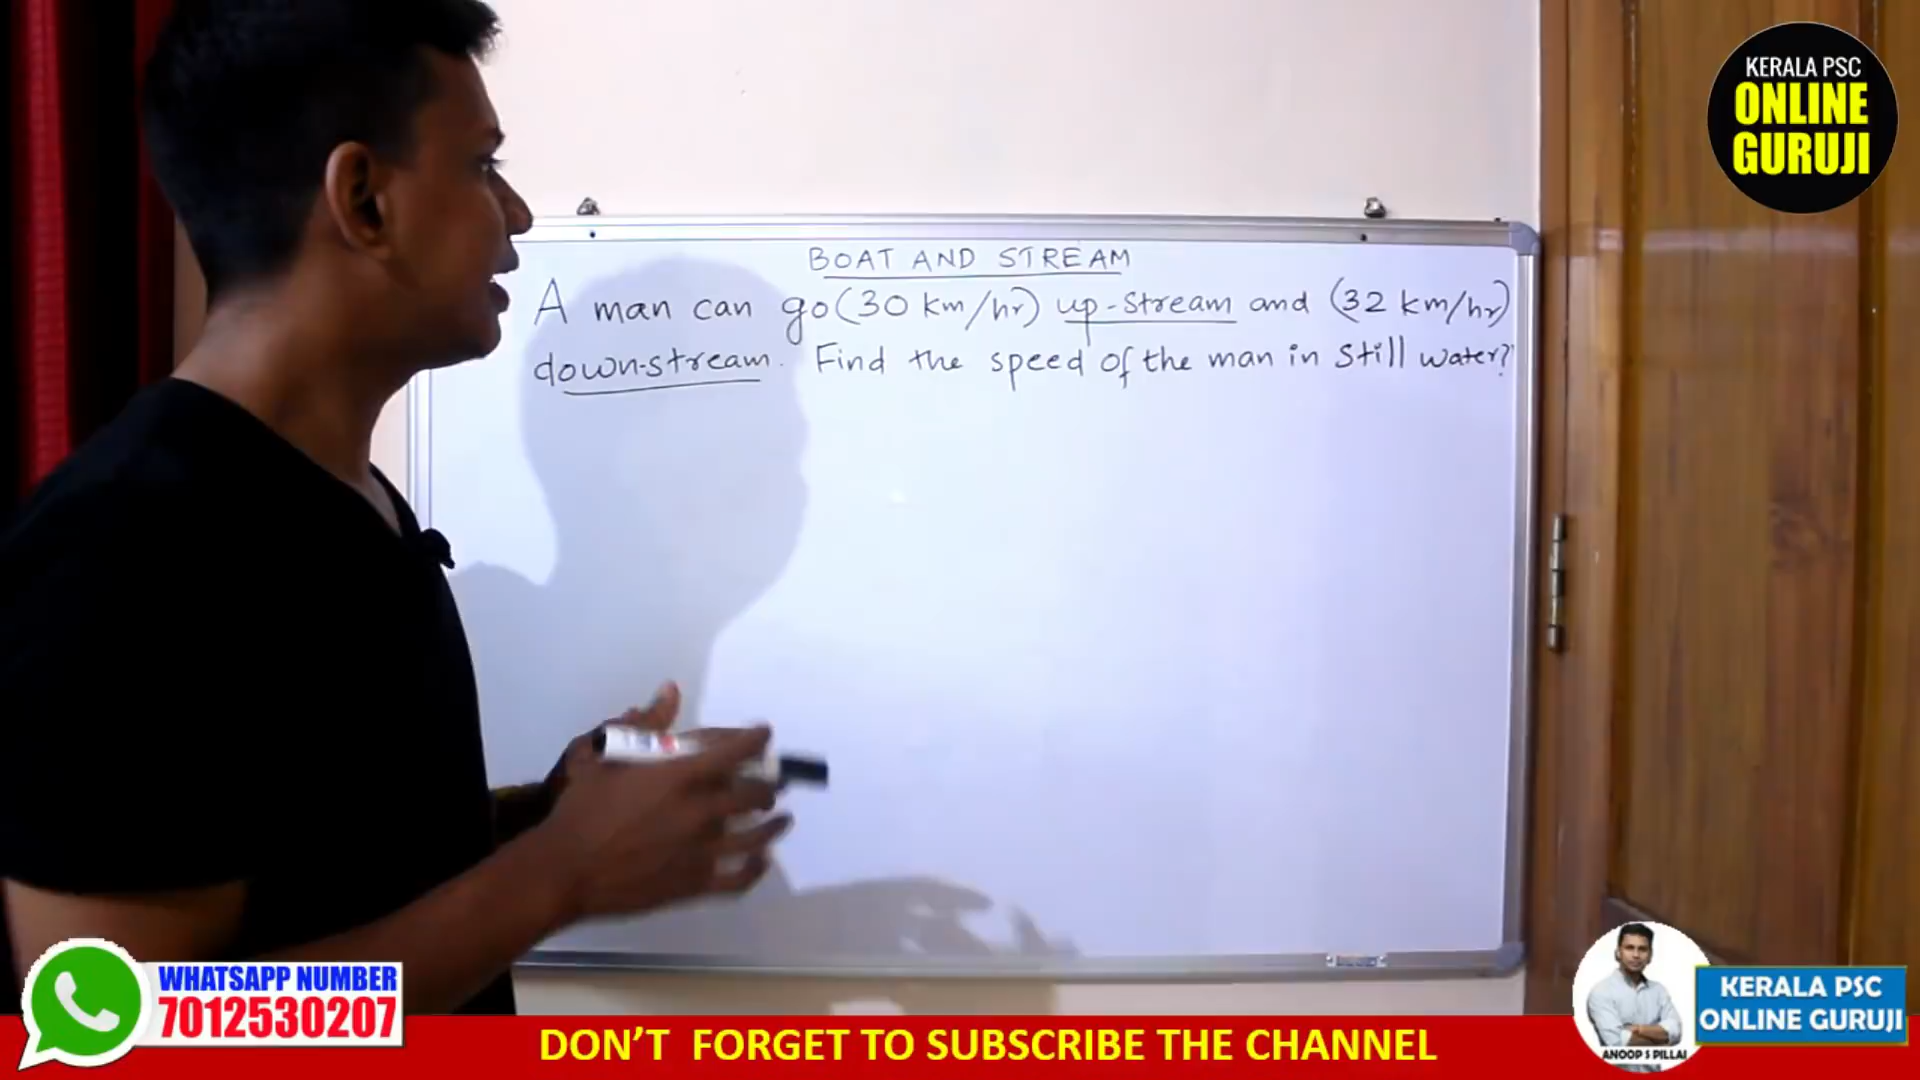 KERALA PSC
ONLINE
GURUJI
BOAT AND STREAM
A man can go (30 km/hr) up-stream and (32 km/hr)
down-stream. Find the speed of the man in still water?
WHATSAPP NUMBER
7012530207
DON'T FORGET TO SUBSCRIBE THE CHANNEL
ANOOP S PILLAI
KERALA PSC
ONLINE GURUJI